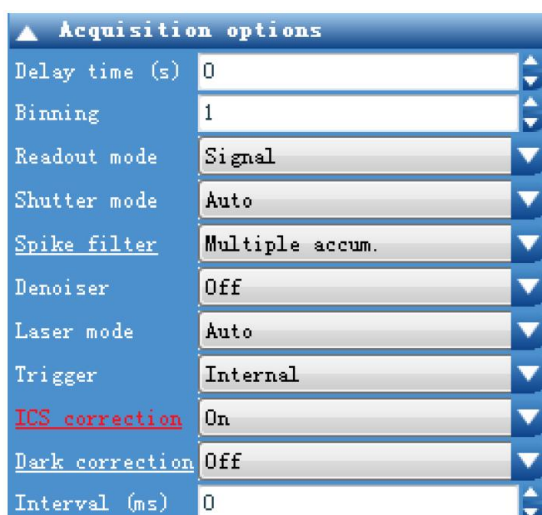 Acquisition options
Delay time (s) 0
Binning 1
Readout mode Signal
Shutter mode Auto
Spike filter Multiple accum.
Denoiser Off
Laser mode Auto
Trigger Internal
ICS correction On
Dark correction Off
Interval (ms) 0